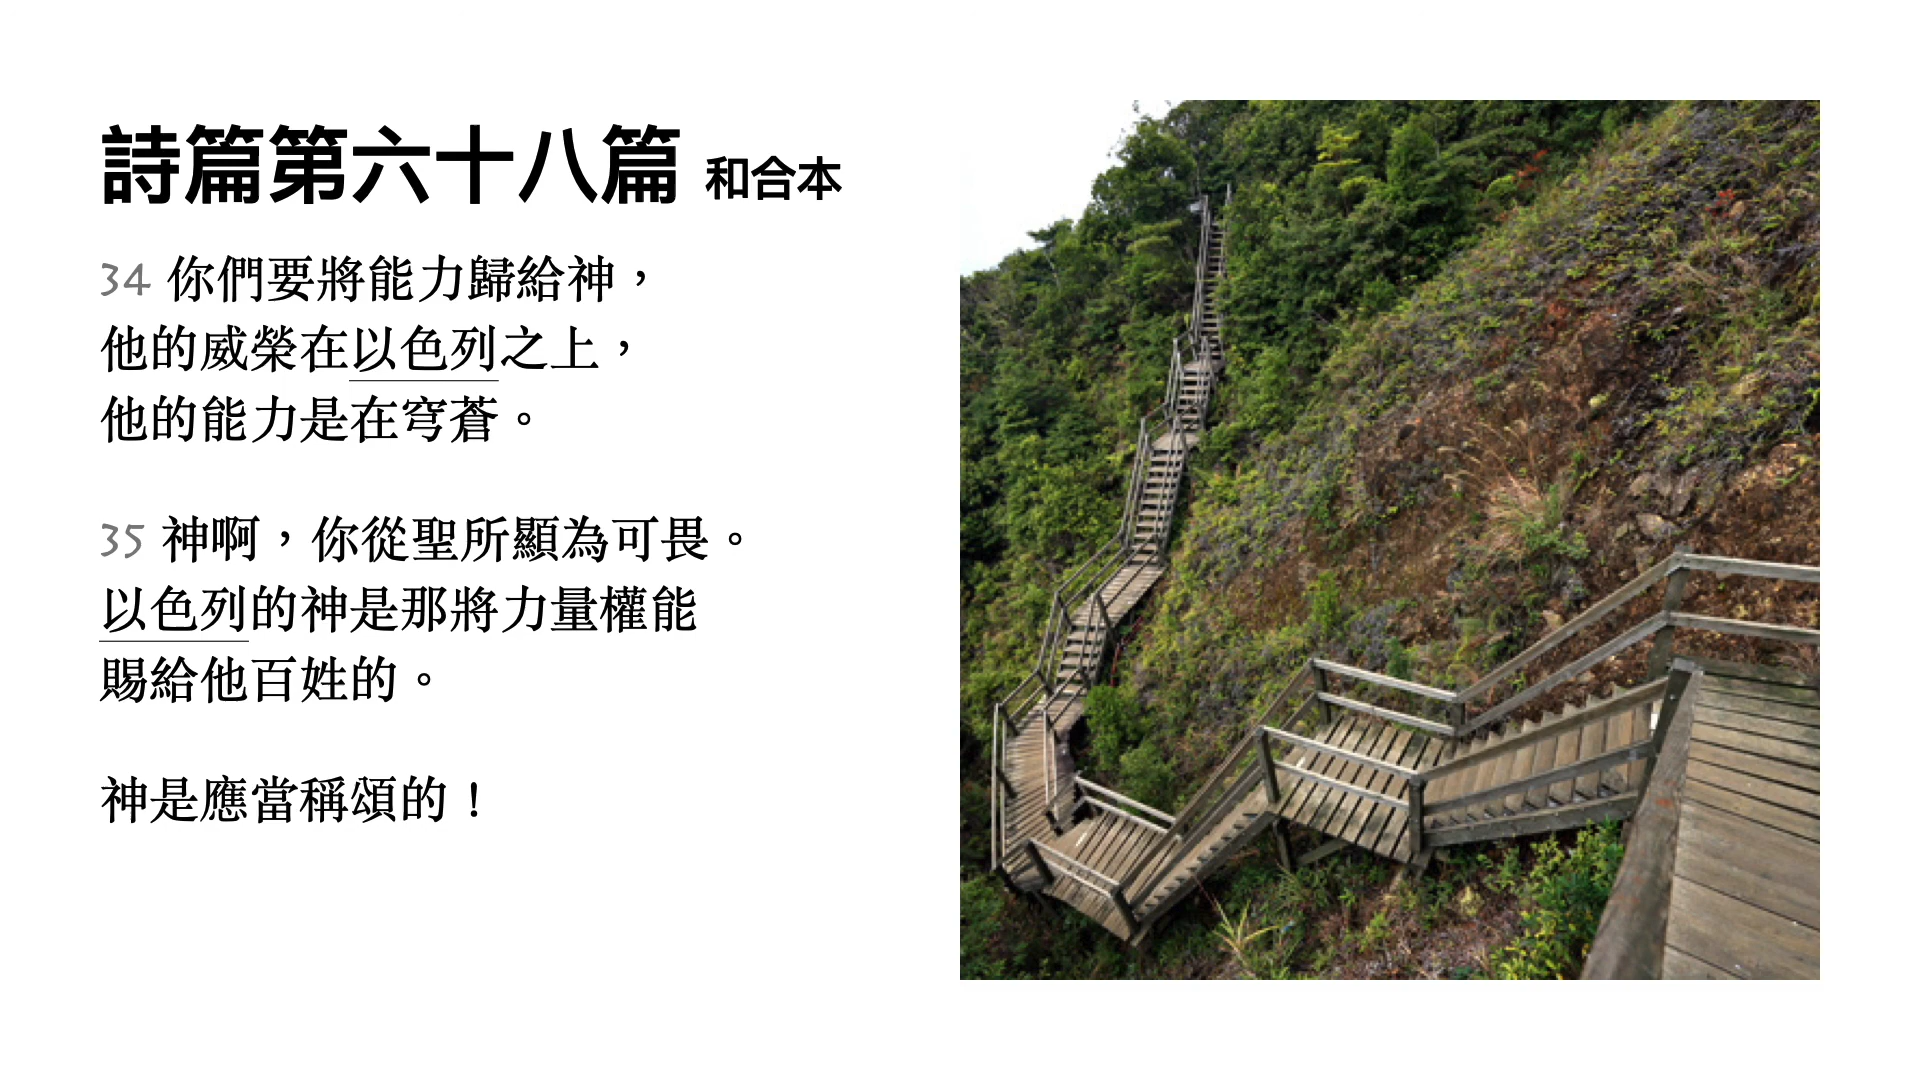 詩篇第六十八篇 和合本
34 你們要將能力歸給神，
他的威榮在以色列之上，
他的能力是在穹蒼。
35 神啊，你從聖所顯為可畏。
以色列的神是那將力量權能
賜給他百姓的。
神是應當稱頌的！